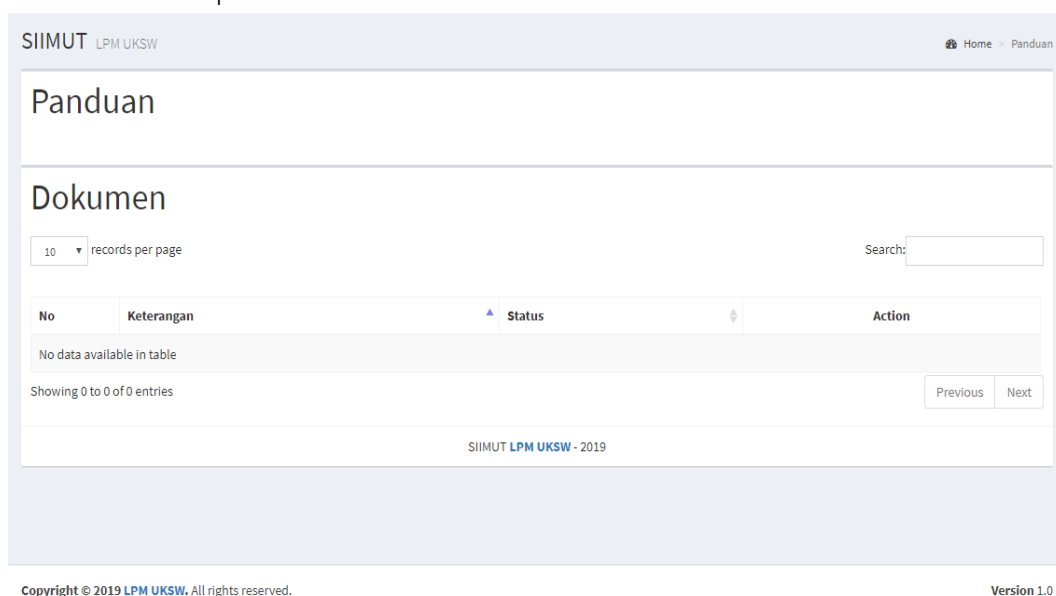 SIIMUT LPM UKSW Home > Panduan
Panduan
Dokumen
10 records per page Search:
No Keterangan Status Action
No data available in table
Showing 0 to 0 of 0 entries Previous Next
SIIMUT LPM UKSW - 2019
Copyright © 2019 LPM UKSW. All rights reserved. Version 1.0